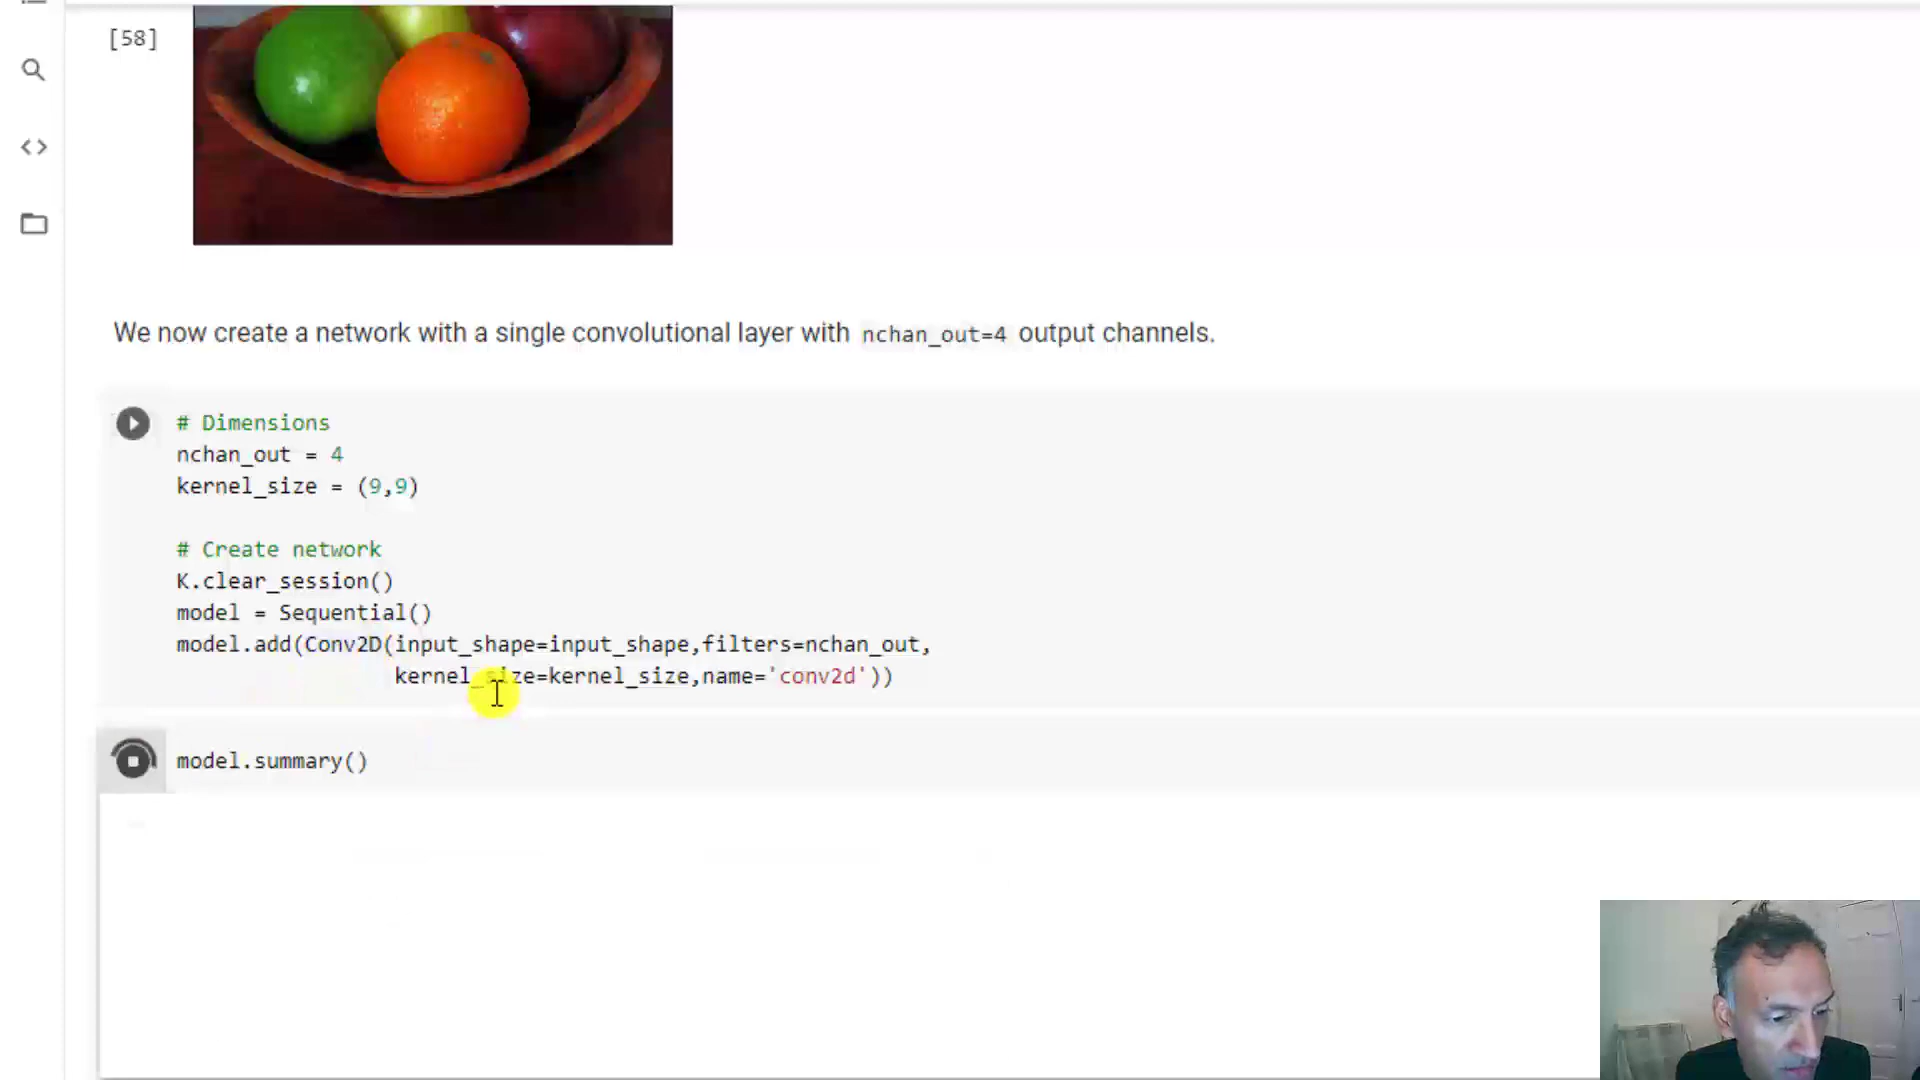 [58]
We now create a network with a single convolutional layer with nchan_out=4 output channels.
# Dimensions
nchan_out = 4
kernel_size = (9,9)
# Create network
K.clear_session()
model = Sequential()
model.add(Conv2D(input_shape=input_shape,filters=nchan_out,
kernel_size=kernel_size,name='conv2d'))
model.summary()